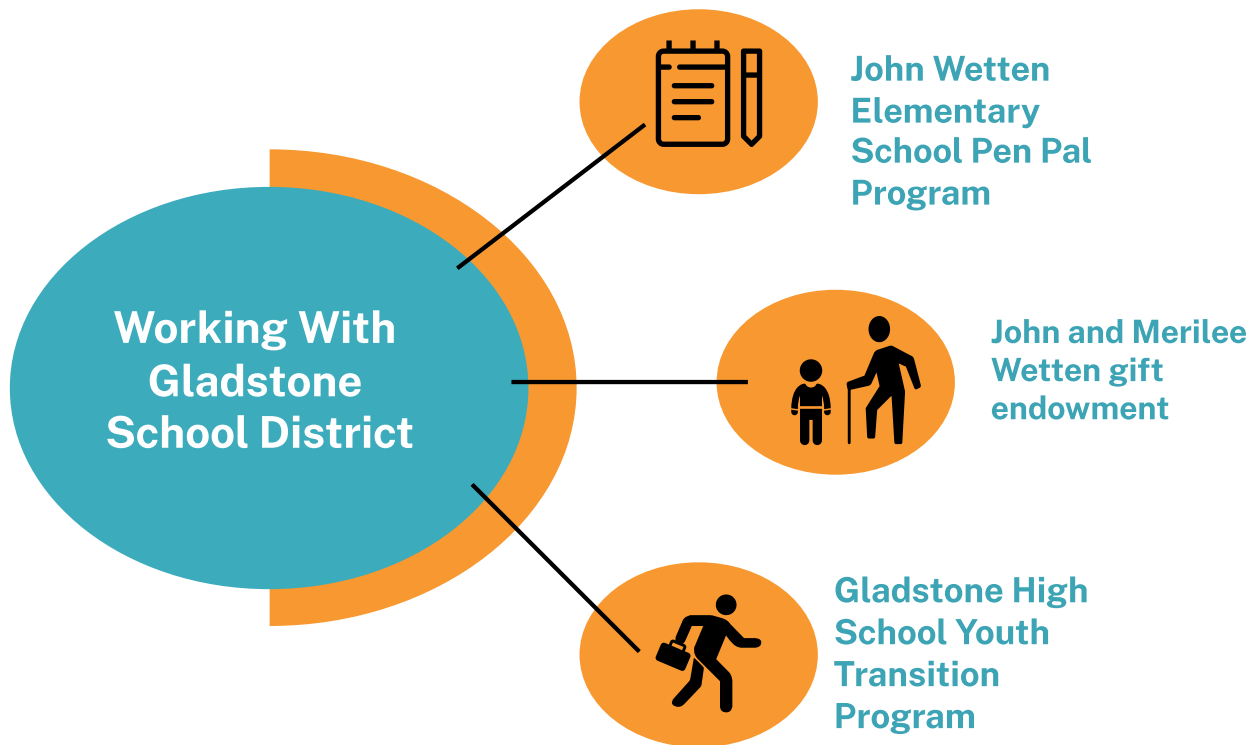 Working With
Gladstone
School District
John Wetten
Elementary
School Pen Pal
Program
John and Merilee
Wetten gift
endowment
Gladstone High
School Youth
Transition
Program